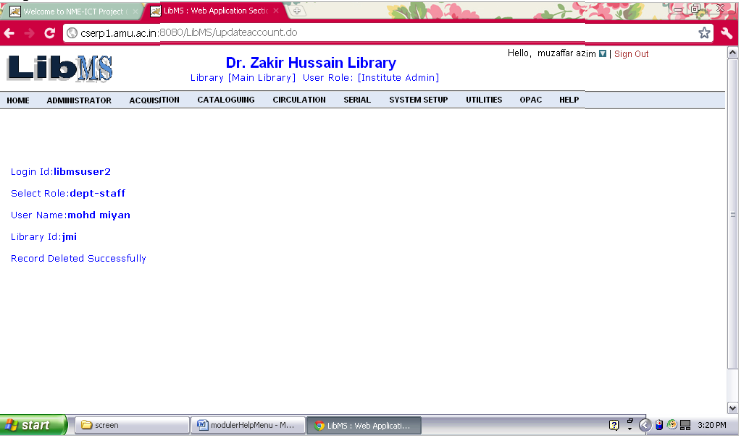 Welcome to NME-ICT Project
LibMS : Web Application Sectio
cserp1.amu.ac.in:8080/LibMS/updateaccount.do
Hello, muzaffar azim | Sign Out
LibMS
Dr. Zakir Hussain Library
Library [Main Library] User Role: [Institute Admin]
HOME ADMINISTRATOR ACQUISITION CATALOGUING CIRCULATION SERIAL SYSTEM SETUP UTILITIES OPAC HELP
Login Id:libmsuser2
Select Role:dept-staff
User Name:mohd miyan
Library Id:jmi
Record Deleted Successfully
start screen modulerHelpMenu - M... LibMS : Web Applicati... 3:20 PM